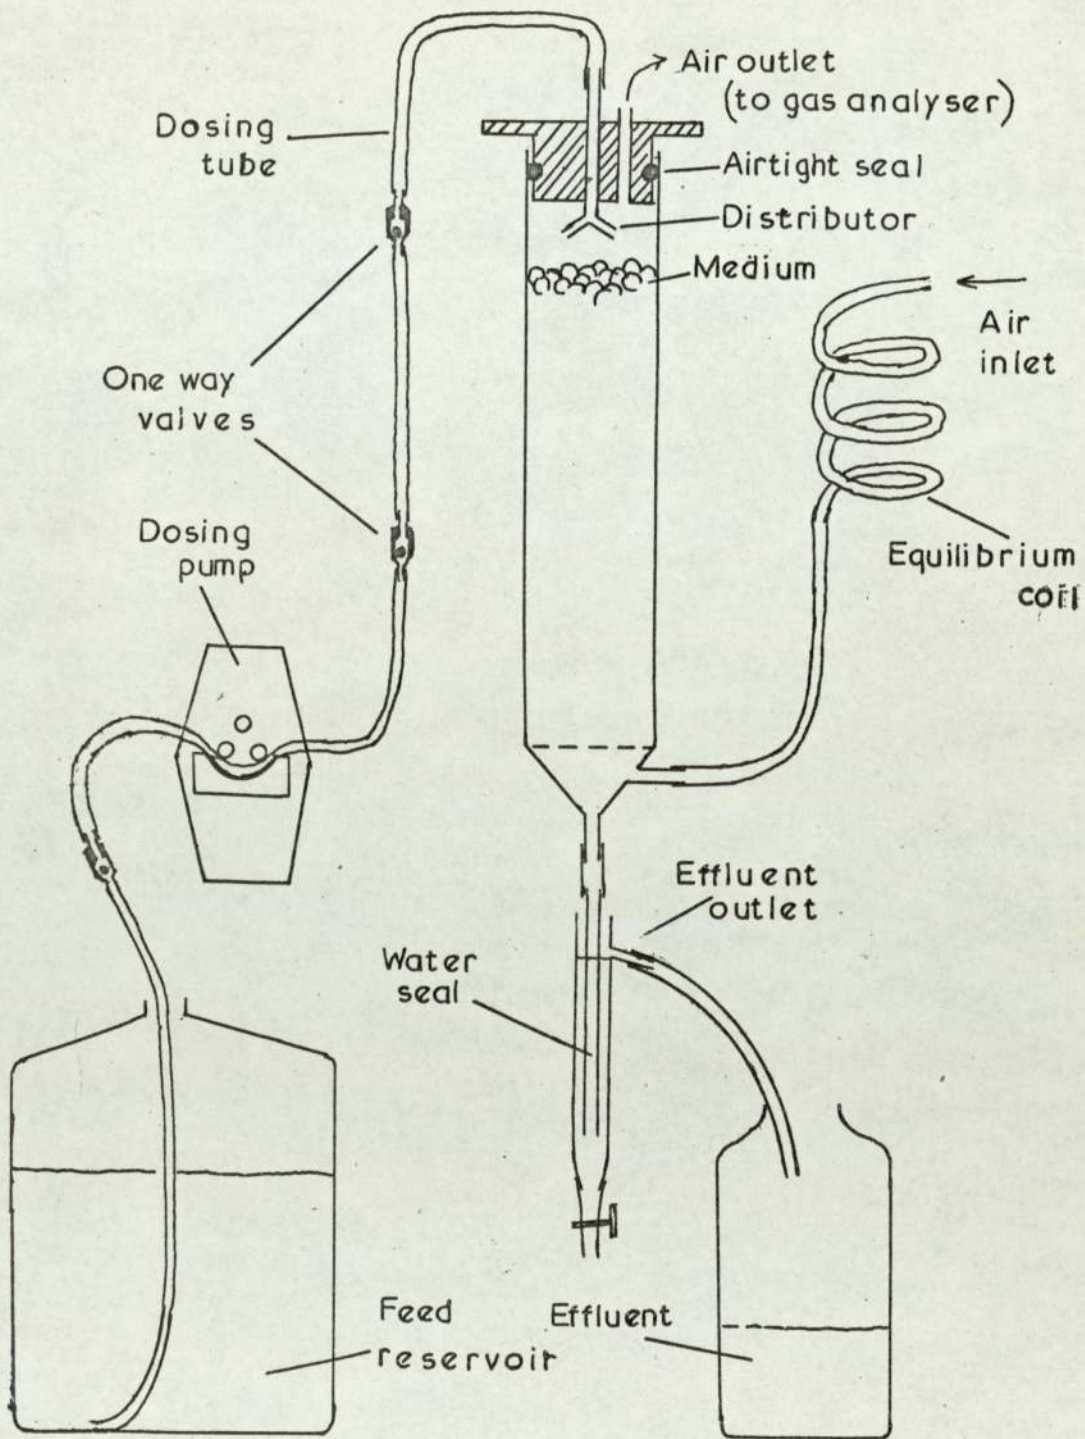 Air outlet
(to gas analyser)
Dosing
tube
Airtight seal
Distributor
Medium
Air
inlet
One way
valves
Dosing
pump
Equilibrium
coil
Effluent
outlet
Water
seal
Feed
reservoir
Effluent